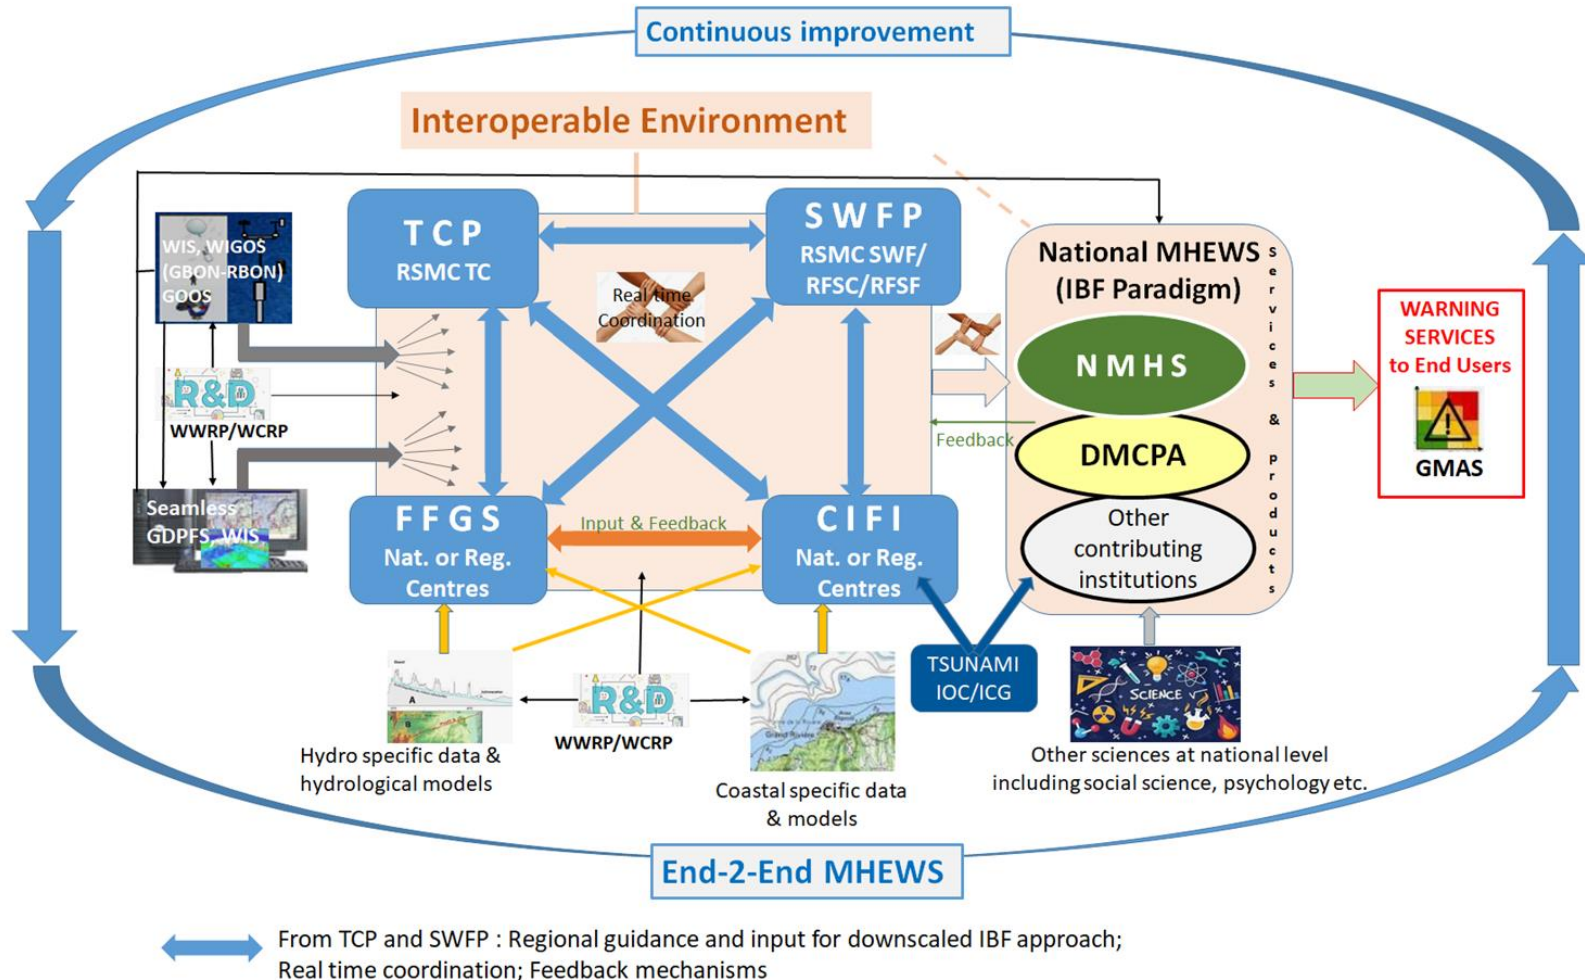 Continuous improvement
Interoperable Environment
T C P
RSMC TC
S W F P
RSMC SWF/
RFSC/RFSF
WIS, WIGOS
(GBON-RBON)
GOOS
Real time
Coordination
National MHEWS
(IBF Paradigm)
Services & products
N M H S
DMCPA
Other
contributing
institutions
WARNING
SERVICES
to End Users
GMAS
R&D
WWRP/WCRP
Feedback
Seamless
GDPFS, WIS
F F G S
Nat. or Reg.
Centres
Input & Feedback
C I F I
Nat. or Reg.
Centres
TSUNAMI
IOC/ICG
SCIENCE
R&D
WWRP/WCRP
Hydro specific data &
hydrological models
Coastal specific data
& models
Other sciences at national level
including social science, psychology etc.
End-2-End MHEWS
From TCP and SWFP : Regional guidance and input for downscaled IBF approach;
Real time coordination; Feedback mechanisms